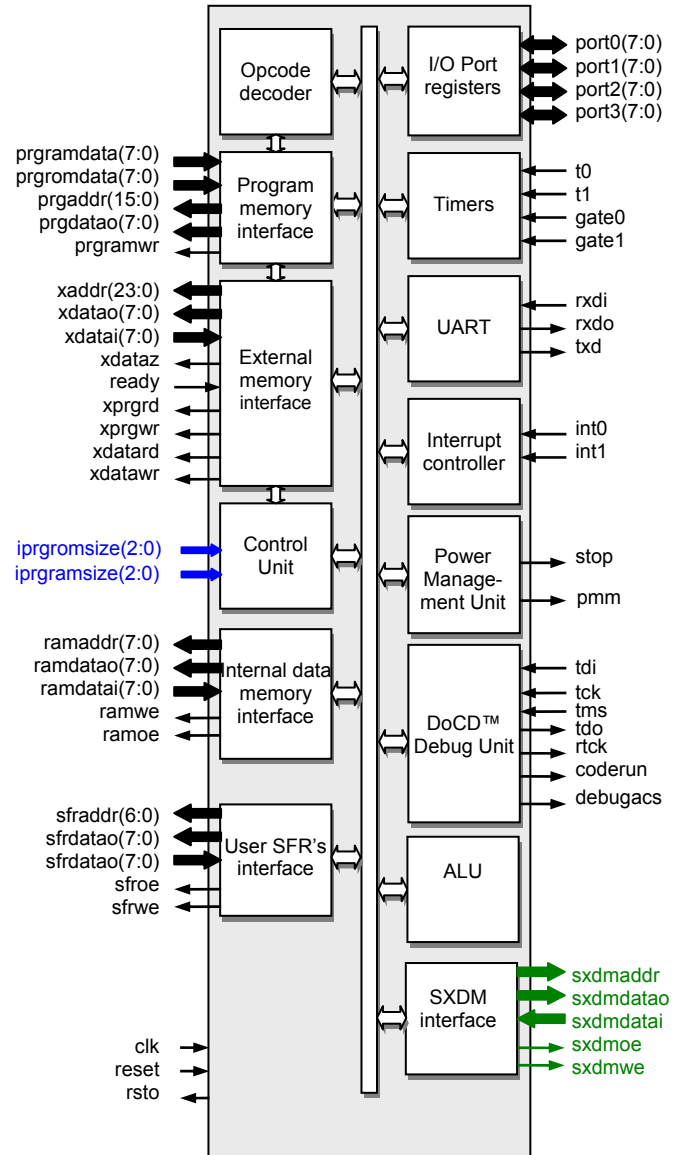 Opcode
decoder
prgramdata(7:0)
prgromdata(7:0)
prgaddr(15:0)
prgdatao(7:0)
prgramwr
Program
memory
interface
xaddr(23:0)
xdatao(7:0)
xdatai(7:0)
xdataz
ready
xprgrd
xprgwr
xdatard
xdatawr
External
memory
interface
iprgromsize(2:0)
iprgramsize(2:0)
Control
Unit
ramaddr(7:0)
ramdatao(7:0)
ramdatai(7:0)
ramwe
ramoe
Internal data
memory
interface
sfraddr(6:0)
sfrdatao(7:0)
sfrdatao(7:0)
sfroe
sfrwe
User SFR's
interface
clk
reset
rsto
I/O Port
registers
port0(7:0)
port1(7:0)
port2(7:0)
port3(7:0)
Timers
t0
t1
gate0
gate1
UART
rxdi
rxdo
txd
Interrupt
controller
int0
int1
Power
Manage-
ment Unit
stop
pmm
DoCD™
Debug Unit
tdi
tck
tms
tdo
rtck
coderun
debugacs
ALU
SXDM
interface
sxdmaddr
sxdmdatao
sxdmdatai
sxdmoe
sxdmwe